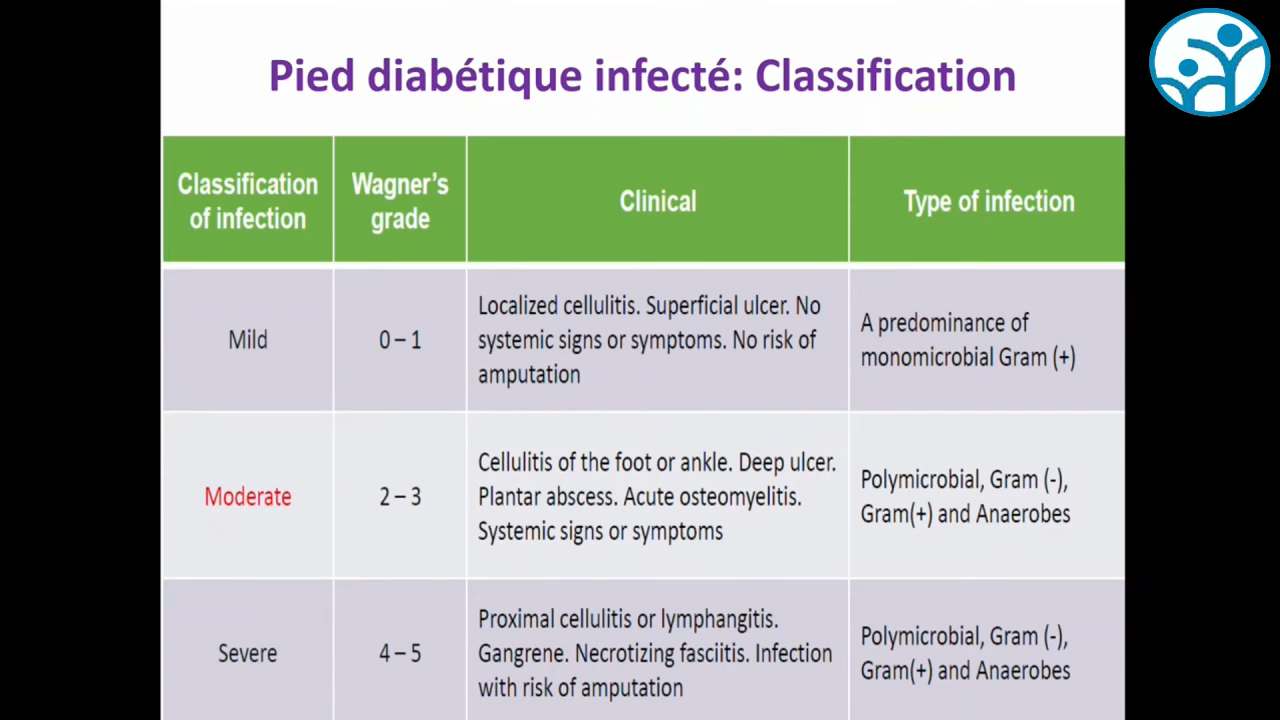 Pied diabétique infecté: Classification
Classification
of infection
Wagner's
grade
Clinical
Type of infection
Mild
0 – 1
Localized cellulitis. Superficial ulcer. No
systemic signs or symptoms. No risk of
amputation
A predominance of
monomicrobial Gram (+)
Moderate
2 – 3
Cellulitis of the foot or ankle. Deep ulcer.
Plantar abscess. Acute osteomyelitis.
Systemic signs or symptoms
Polymicrobial, Gram (-),
Gram(+) and Anaerobes
Severe
4 – 5
Proximal cellulitis or lymphangitis.
Gangrene. Necrotizing fasciitis. Infection
with risk of amputation
Polymicrobial, Gram (-),
Gram(+) and Anaerobes